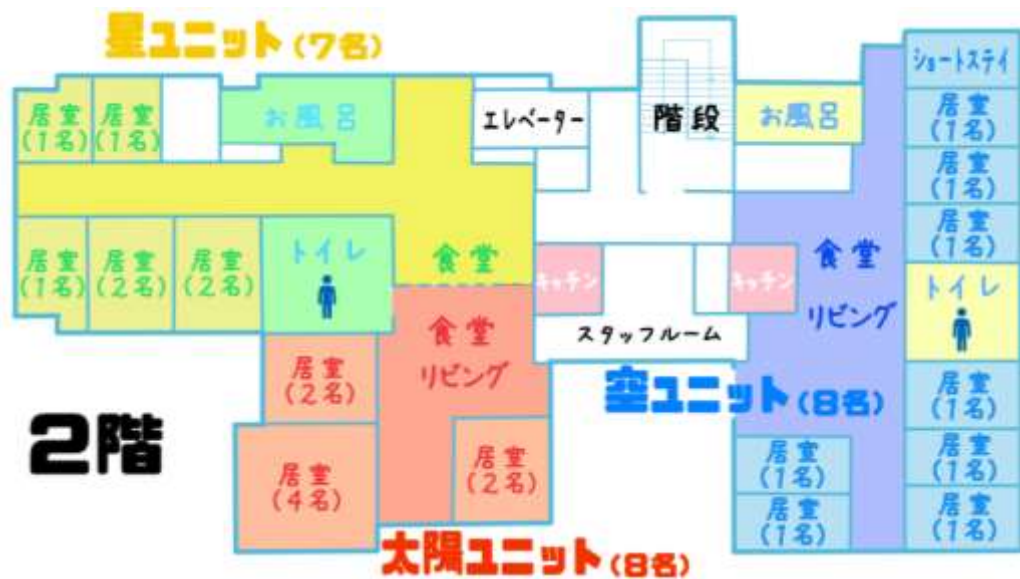 星ユニット(7名)
居室
(1名)
居室
(1名)
お風呂
エレベーター
階段
お風呂
ショートステイ
居室
(1名)
居室
(1名)
居室
(1名)
居室
(1名)
居室
(2名)
居室
(2名)
トイレ
食堂
キッチン
キッチン
食堂
リビング
トイレ
食堂
リビング
スタッフルーム
居室
(2名)
空ユニット(8名)
居室
(1名)
2階
居室
(4名)
居室
(2名)
居室
(1名)
居室
(1名)
居室
(1名)
居室
(1名)
太陽ユニット(8名)